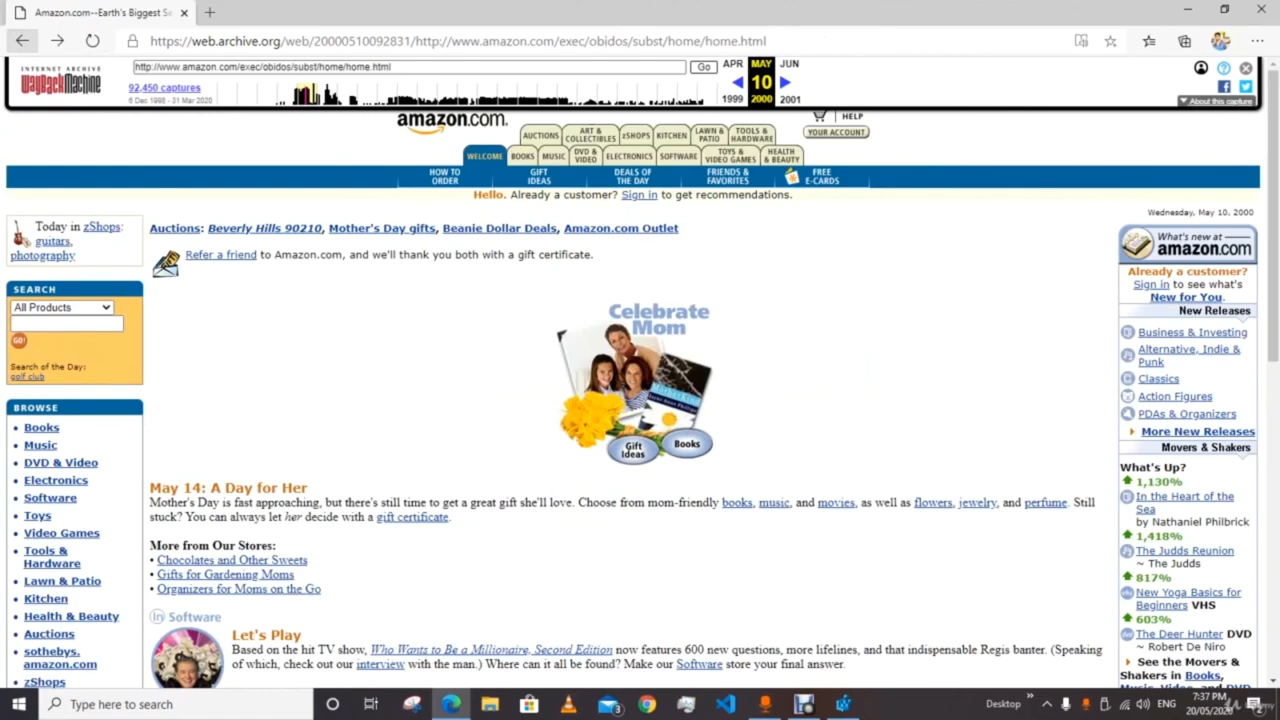 Amazon.com--Earth's Biggest Se
https://web.archive.org/web/20000510092831/http://www.amazon.com/exec/obidos/subst/home/home.html
INTERNET ARCHIVE
WayBackMachine
http://www.amazon.com/exec/obidos/subst/home/home.html
Go
APR MAY JUN
92,450 captures
10
6 Dec 1998 - 31 Mar 2020
1999 2000 2001
About this capture
amazon.com.
HELP
YOUR ACCOUNT
AUCTIONS ART & COLLECTIBLES zSHOPS KITCHEN LAWN & PATIO TOOLS & HARDWARE
WELCOME BOOKS MUSIC DVD & VIDEO ELECTRONICS SOFTWARE TOYS & VIDEO GAMES HEALTH & BEAUTY
HOW TO ORDER GIFT IDEAS DEALS OF THE DAY FRIENDS & FAVORITES FREE E-CARDS
Hello. Already a customer? Sign in to get recommendations.
Wednesday, May 10, 2000
Today in zShops:
guitars,
photography
Auctions: Beverly Hills 90210, Mother's Day gifts, Beanie Dollar Deals, Amazon.com Outlet
Refer a friend to Amazon.com, and we'll thank you both with a gift certificate.
SEARCH
All Products
GO!
Search of the Day:
golf club
BROWSE
Books
Music
DVD & Video
Electronics
Software
Toys
Video Games
Tools &
Hardware
Lawn & Patio
Kitchen
Health & Beauty
Auctions
sothebys.
amazon.com
zShops
Celebrate
Mom
Gift
Ideas
Books
May 14: A Day for Her
Mother's Day is fast approaching, but there's still time to get a great gift she'll love. Choose from mom-friendly books, music, and movies, as well as flowers, jewelry, and perfume. Still
stuck? You can always let her decide with a gift certificate.
More from Our Stores:
• Chocolates and Other Sweets
• Gifts for Gardening Moms
• Organizers for Moms on the Go
In Software
Let's Play
Based on the hit TV show, Who Wants to Be a Millionaire, Second Edition now features 600 new questions, more lifelines, and that indispensable Regis banter. (Speaking
of which, check out our interview with the man.) Where can it all be found? Make our Software store your final answer.
What's new at
amazon.com
Already a customer?
Sign in to see what's
New for You.
New Releases
Business & Investing
Alternative, Indie &
Punk
Classics
Action Figures
PDAs & Organizers
More New Releases
Movers & Shakers
What's Up?
1,130%
In the Heart of the
Sea
by Nathaniel Philbrick
1,418%
The Judds Reunion
~ The Judds
817%
New Yoga Basics for
Beginners VHS
603%
The Deer Hunter DVD
~ Robert De Niro
See the Movers &
Shakers in Books,
Type here to search
Desktop
ENG
7:37 PM